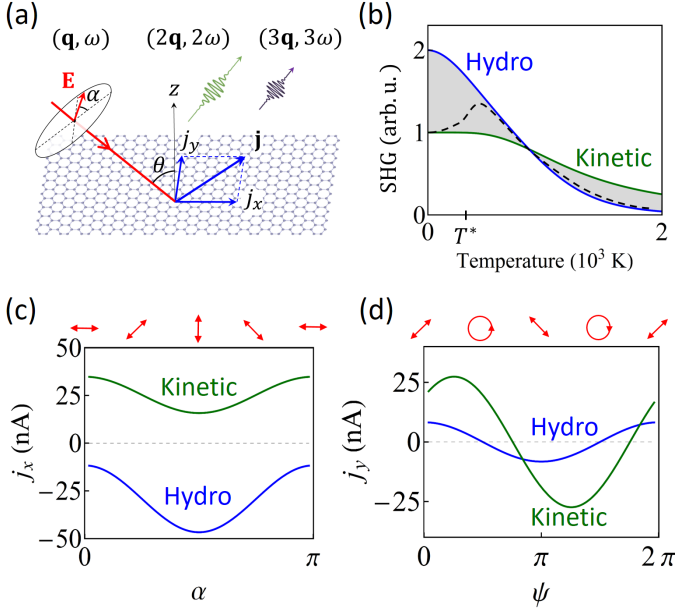 (a)
(𝐪, ω) (2𝐪, 2ω) (3𝐪, 3ω)
𝐄
α
z
θ
j_y
𝐣
j_x
(b)
SHG (arb. u.)
2
1
0
Hydro
Kinetic
0
T*
2
Temperature (10³ K)
(c)
j_x (nA)
50
25
0
−25
−50
Kinetic
Hydro
0
π
α
(d)
j_y (nA)
25
0
−25
Hydro
Kinetic
0
π
2 π
ψ